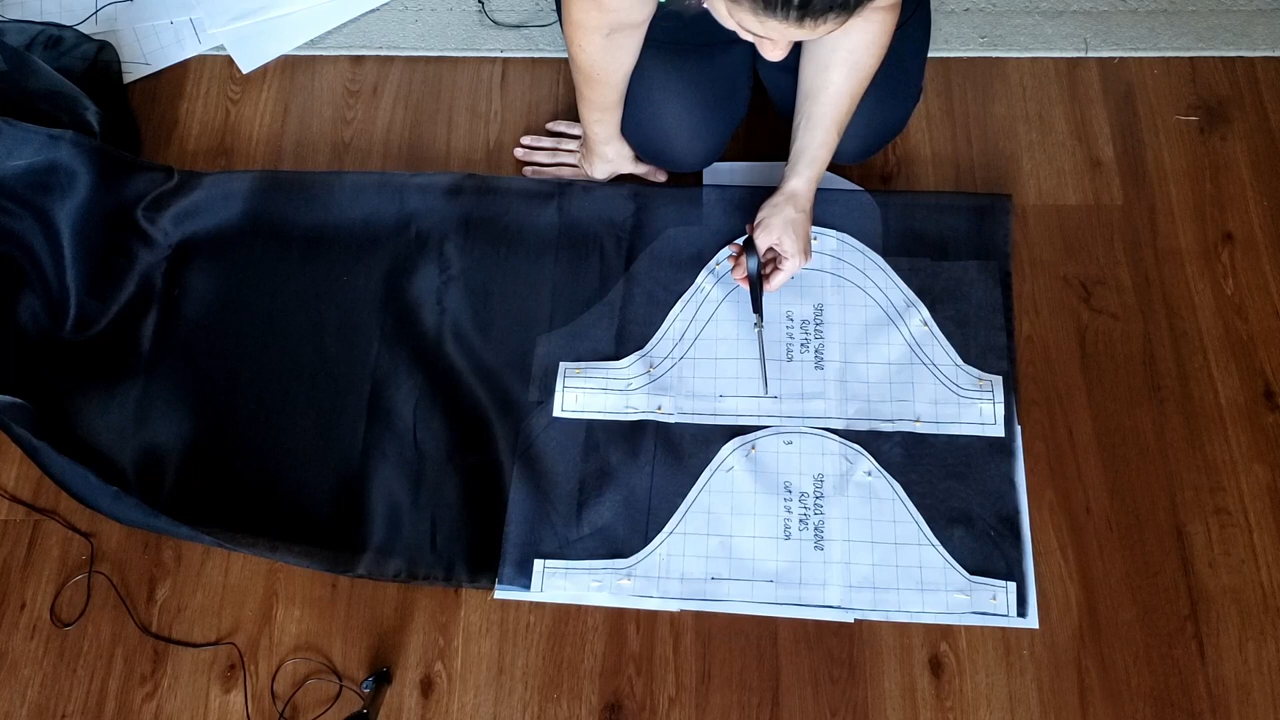 Stacked Sleeve
Ruffles
cut 2 of Each
3
Stacked Sleeve
Ruffles
cut 2 of Each